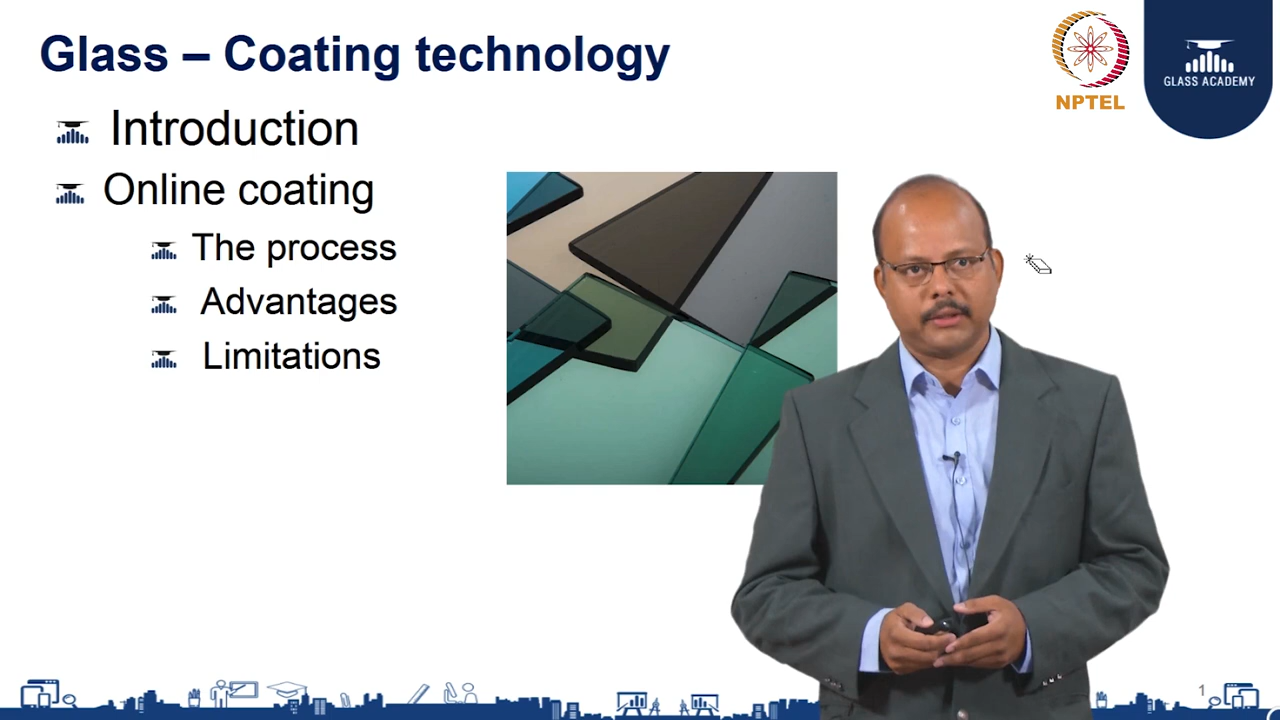 Glass – Coating technology
NPTEL
GLASS ACADEMY
Introduction
Online coating
The process
Advantages
Limitations
1